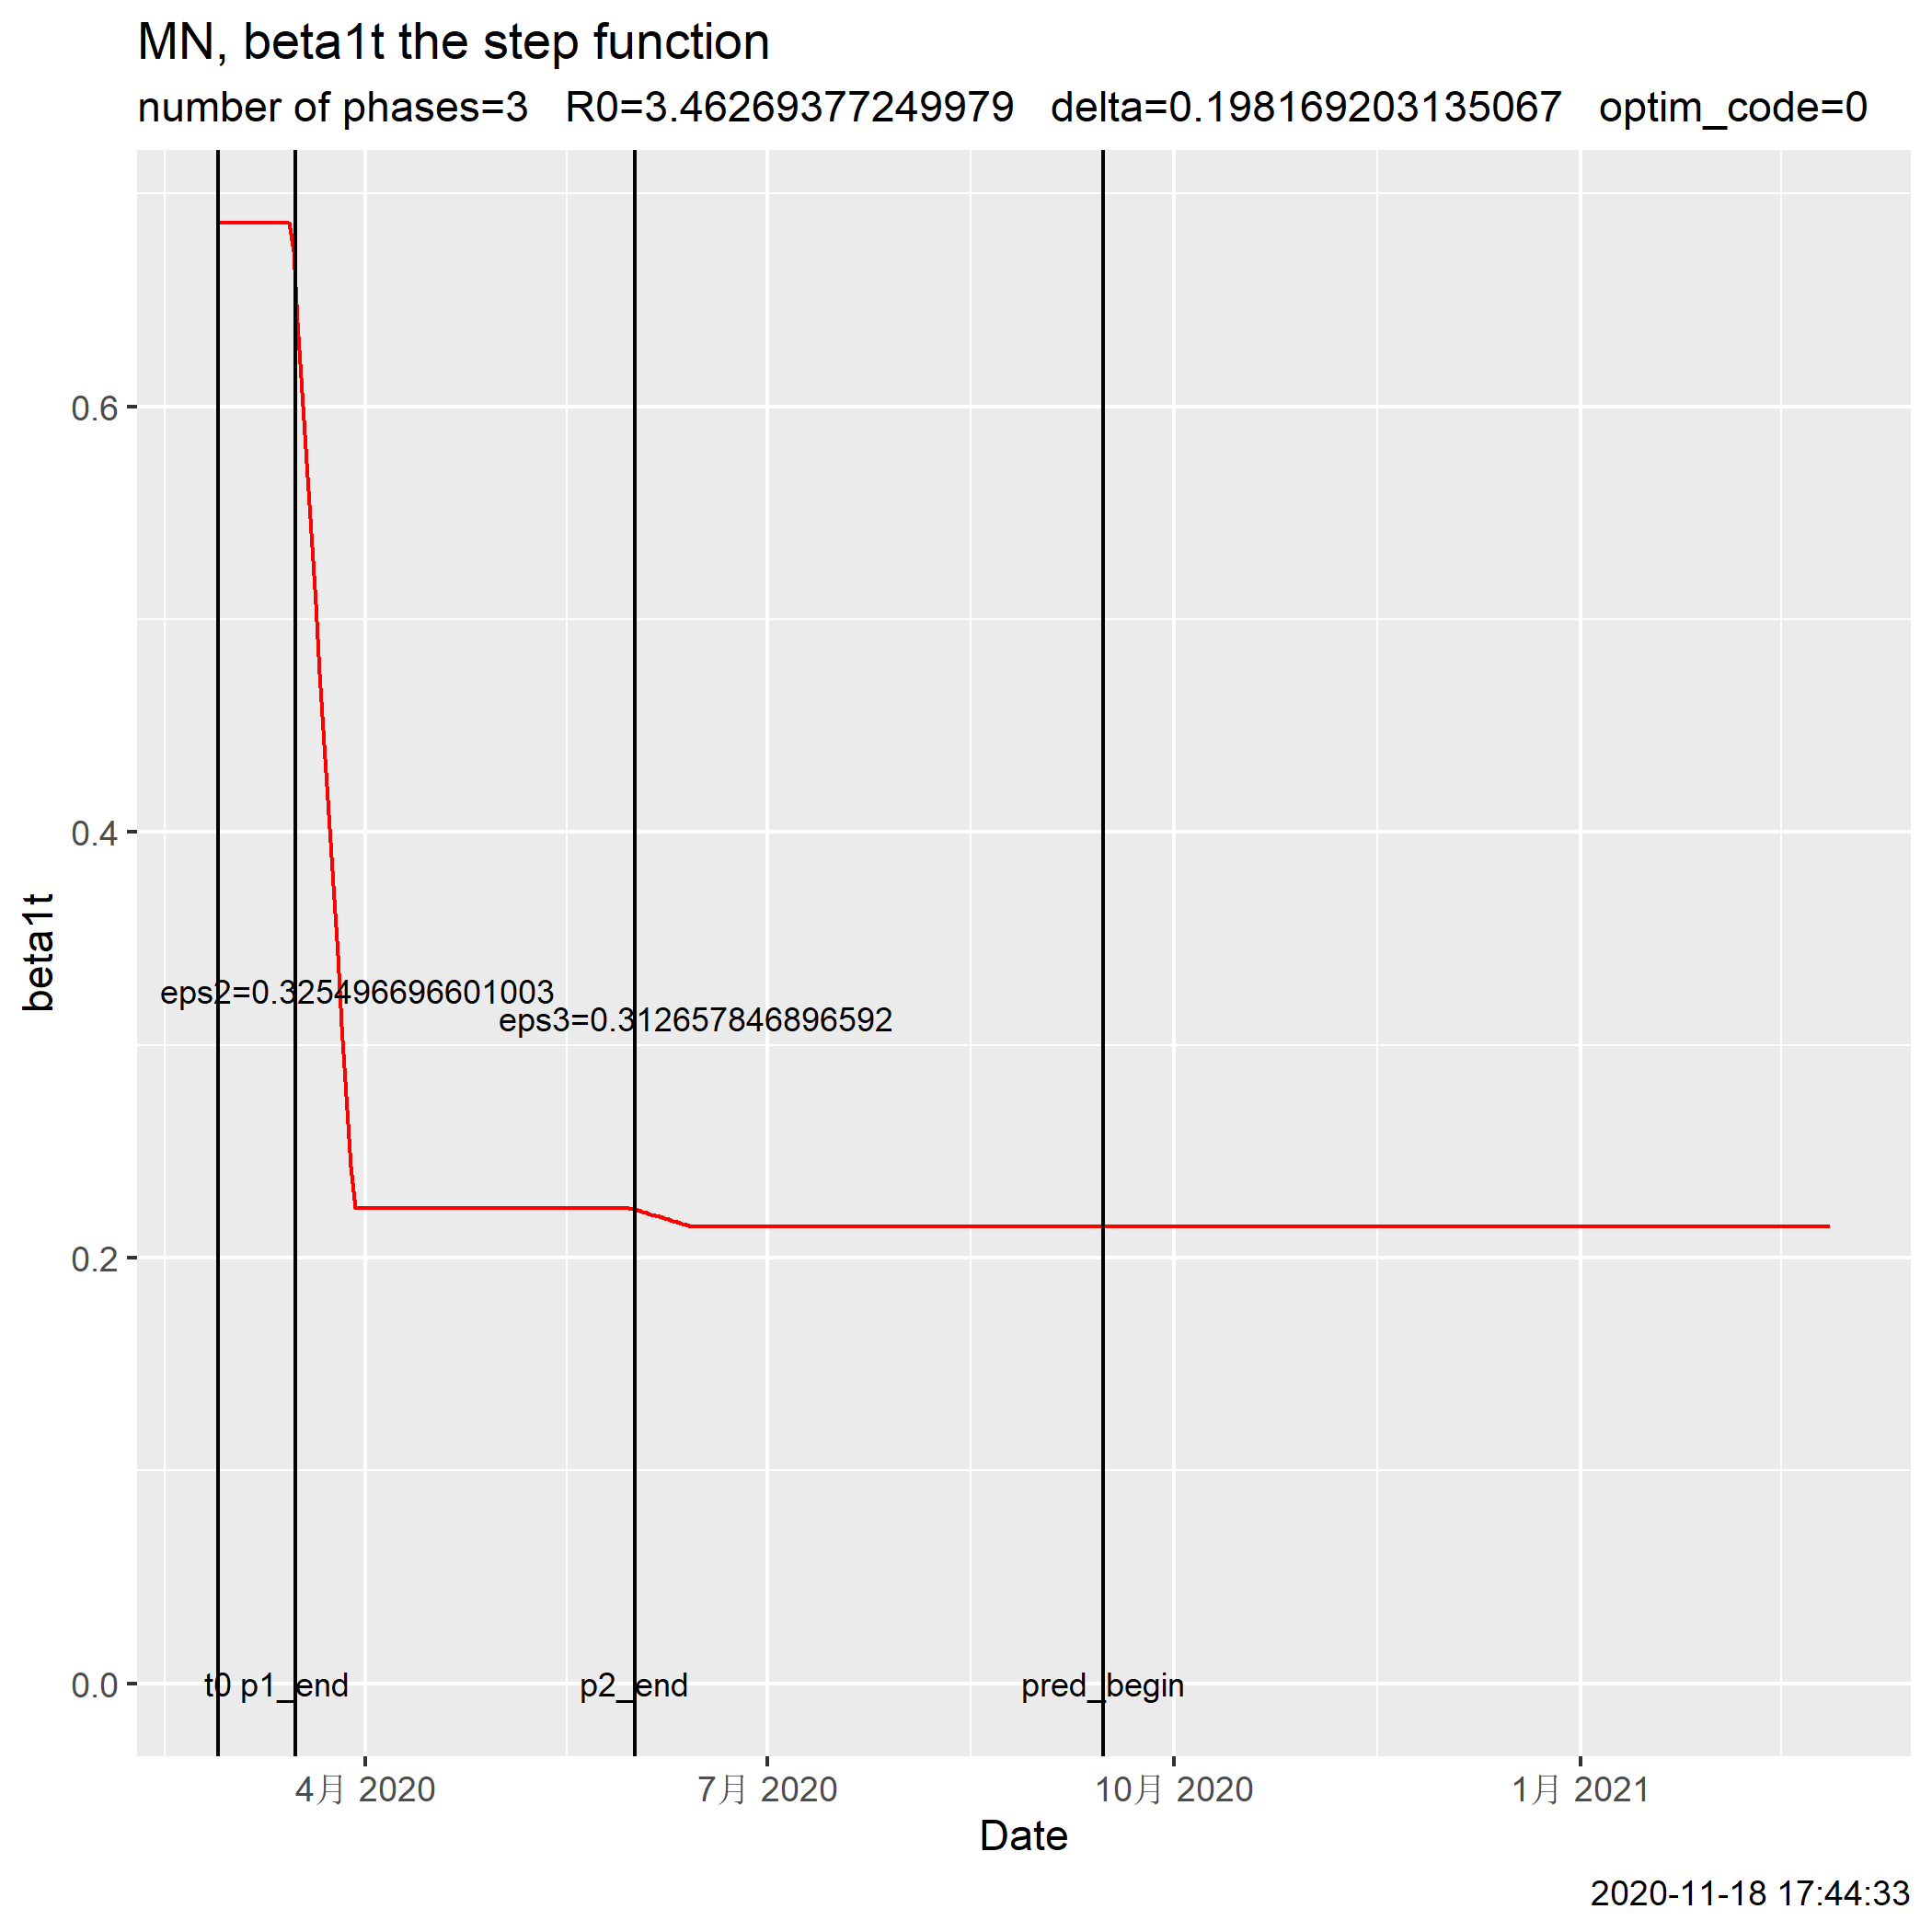 MN, beta1t the step function
number of phases=3   R0=3.46269377249979   delta=0.198169203135067   optim_code=0
0.6
0.4
beta1t
eps2=0.325496696601003
eps3=0.312657846896592
0.2
0.0
t0 p1_end
p2_end
pred_begin
4月 2020
7月 2020
10月 2020
1月 2021
Date
2020-11-18 17:44:33